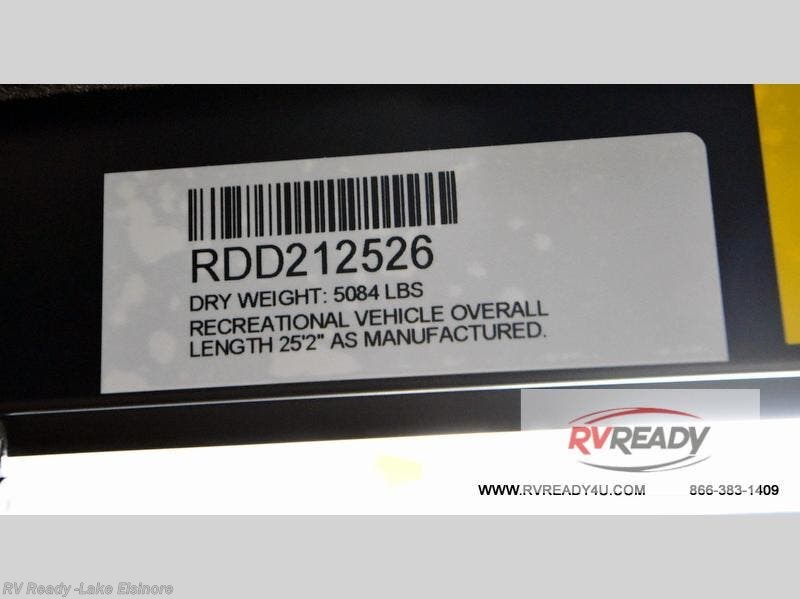 RDD212526
DRY WEIGHT: 5084 LBS
RECREATIONAL VEHICLE OVERALL
LENGTH 25'2" AS MANUFACTURED.
RVREADY
WWW.RVREADY4U.COM 866-383-1409
RV Ready -Lake Elsinore